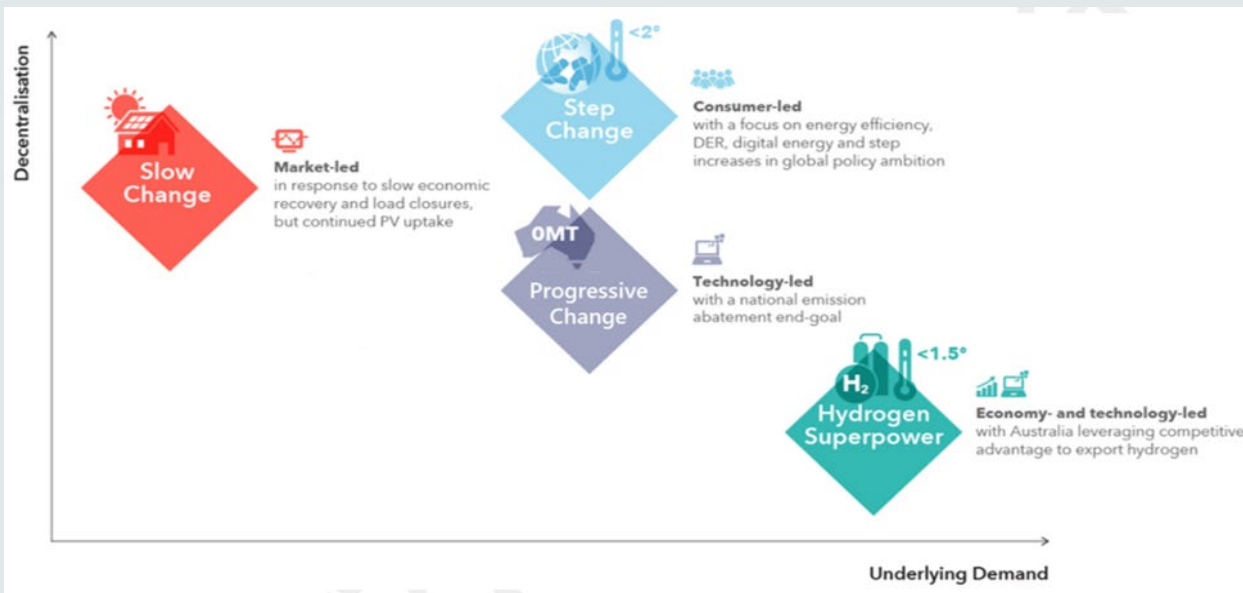 Decentralisation
<2°
Step
Change
Consumer-led
with a focus on energy efficiency,
DER, digital energy and step
increases in global policy ambition
Slow
Change
Market-led
in response to slow economic
recovery and load closures,
but continued PV uptake
0MT
Progressive
Change
Technology-led
with a national emission
abatement end-goal
<1.5°
H₂
Hydrogen
Superpower
Economy- and technology-led
with Australia leveraging competitive
advantage to export hydrogen
Underlying Demand